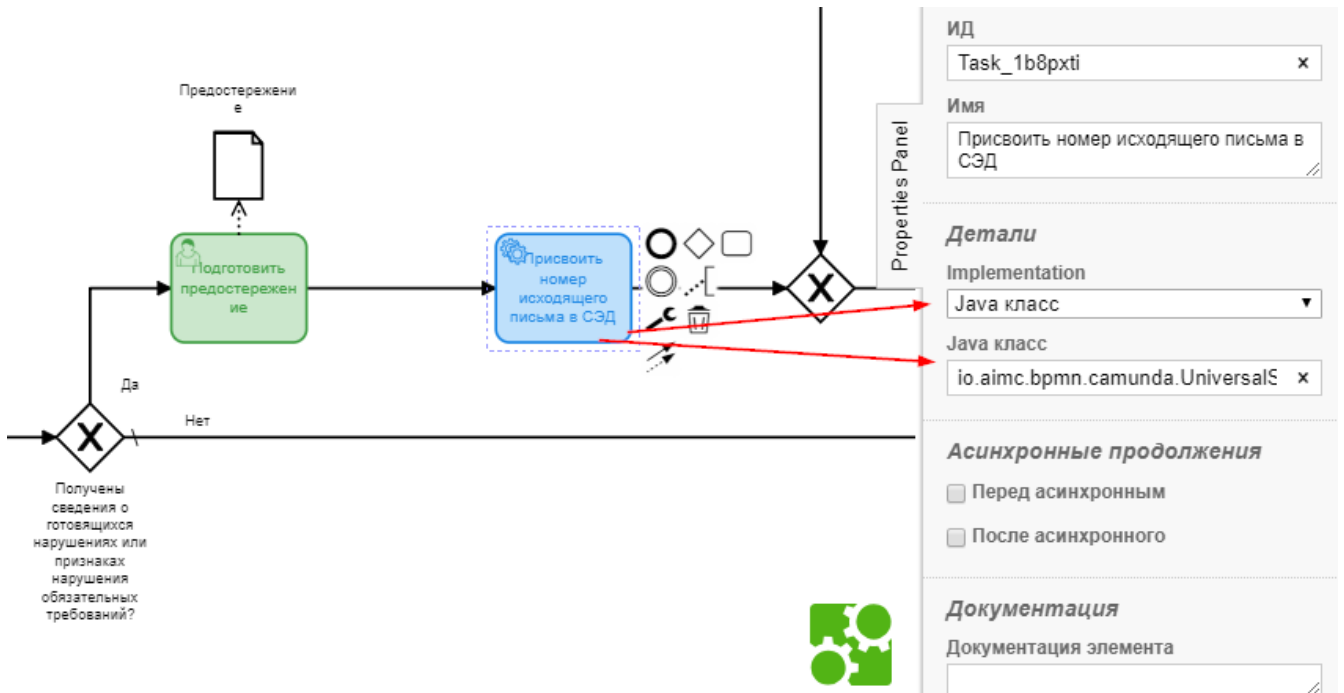 Предостережени
е
Подготовить
предостережен
ие
Присвоить
номер
исходящего
письма в СЭД
Да
Нет
Получены
сведения о
готовящихся
нарушениях или
признаках
нарушения
обязательных
требований?
Properties Panel
ИД
Task_1b8pxti
Имя
Присвоить номер исходящего письма в
СЭД
Детали
Implementation
Java класс
Java класс
io.aimc.bpmn.camunda.UniversalS
Асинхронные продолжения
Перед асинхронным
После асинхронного
Документация
Документация элемента